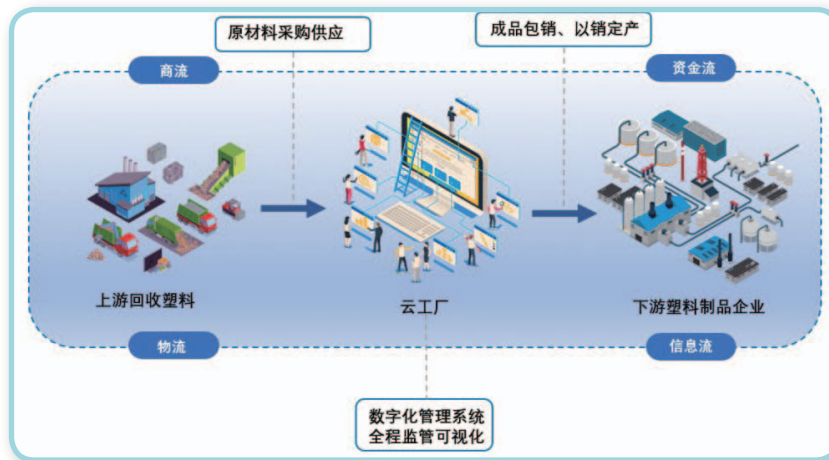 原材料采购供应
成品包销、以销定产
商流
资金流
上游回收塑料
云工厂
下游塑料制品企业
物流
信息流
数字化管理系统
全程监管可视化